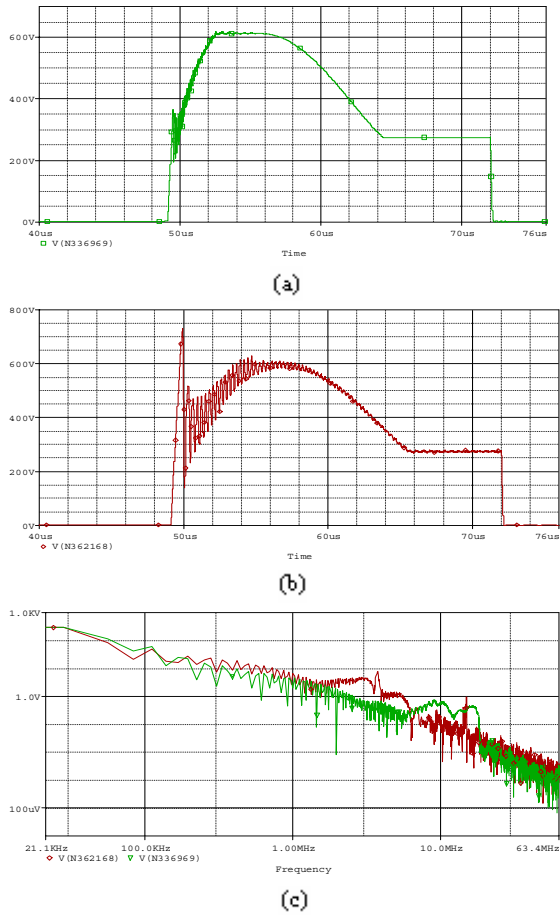 600V
400V
200V
0V
40us 50us 60us 70us 76us
V(N336969)
Time
(a)
800V
600V
400V
200V
0V
40us 50us 60us 70us 76us
V(N362168)
Time
(b)
1.0KV
1.0V
100uV
21.1KHz 100.0KHz 1.00MHz 10.0MHz 63.4MHz
V(N362168) V(N336969)
Frequency
(c)